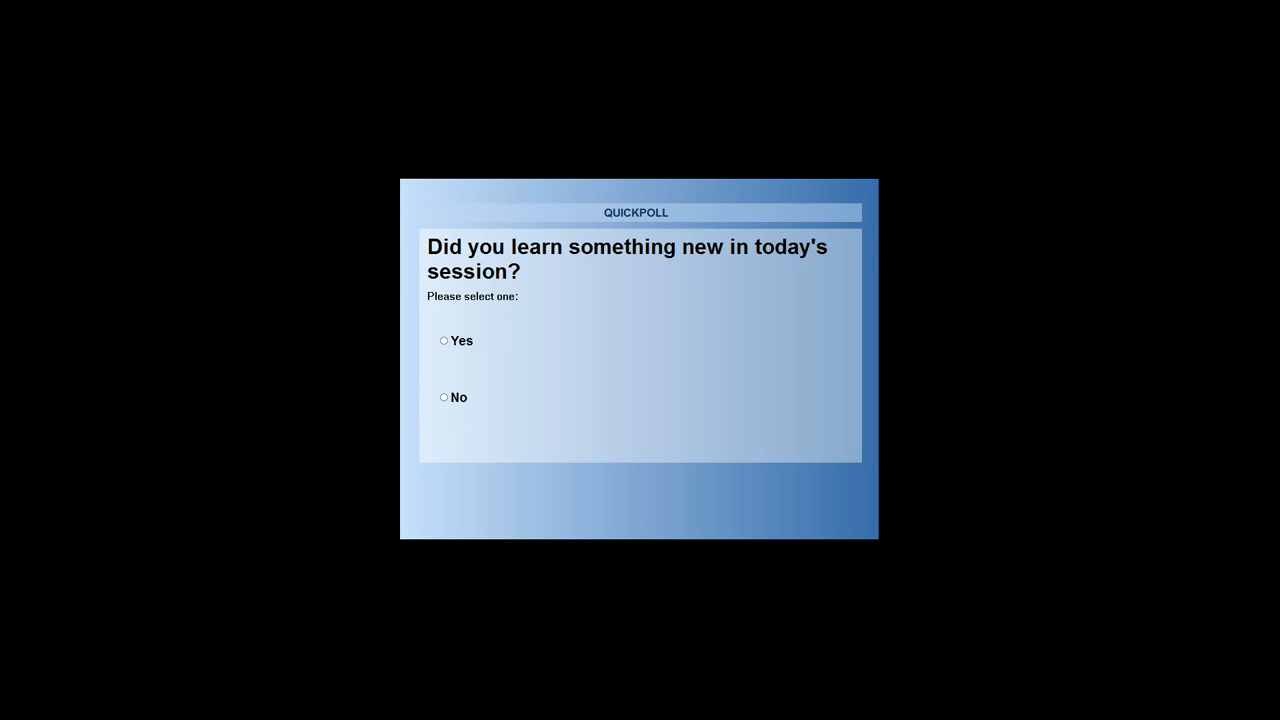 QUICKPOLL
Did you learn something new in today's
session?
Please select one:
Yes
No